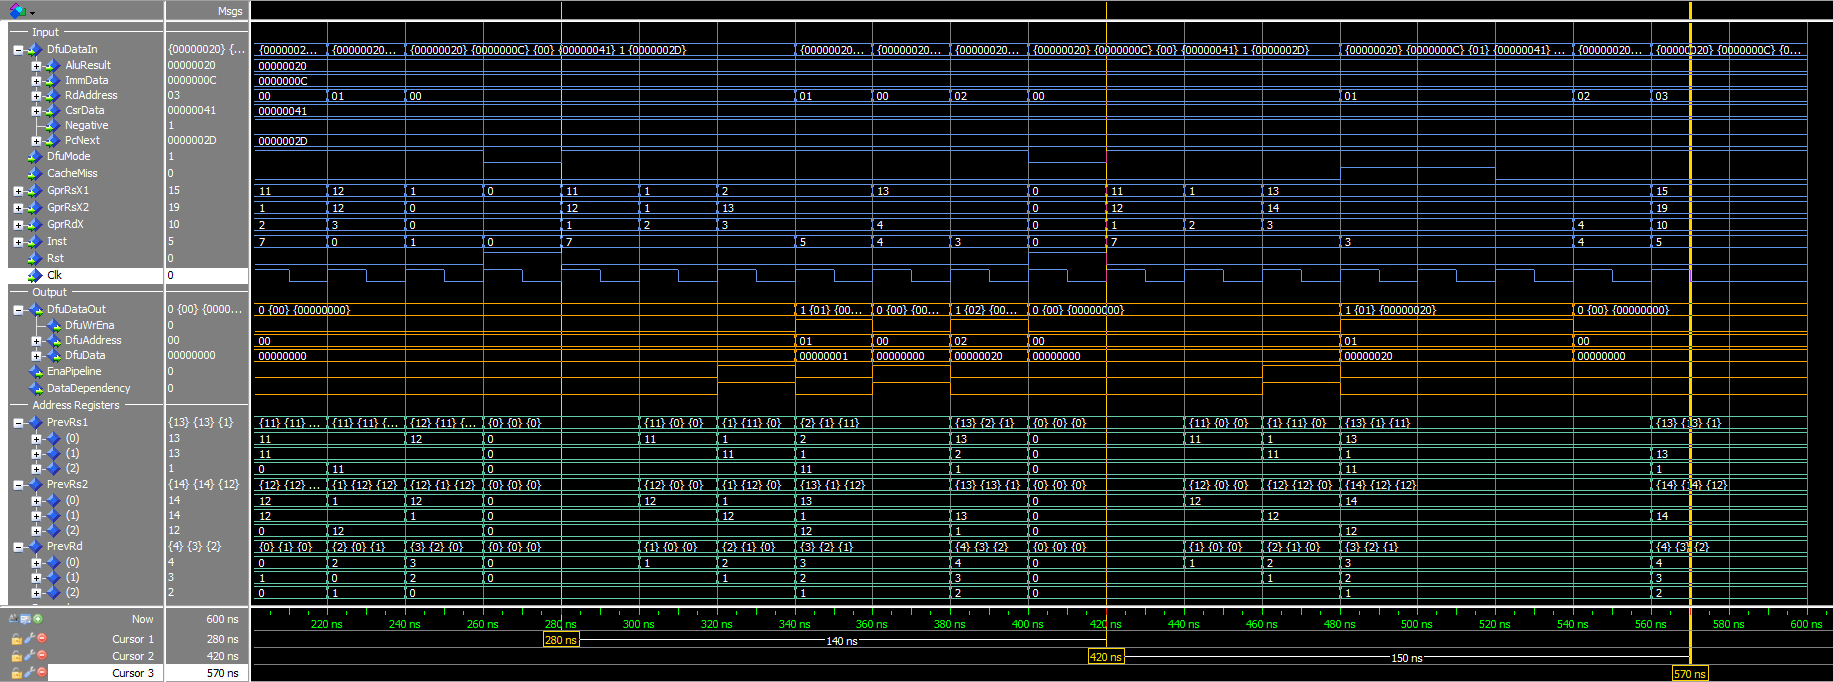 Msgs
Input
DfuDataIn {00000020} {... {0000002... {00000020... {00000020} {0000000C} {00} {00000041} 1 {0000002D} {00000020... {00000020... {00000020... {00000020} {0000000C} {00} {00000041} 1 {0000002D} {00000020} {0000000C} {01} {00000041} ... {00000020... {00000020} {0000000C} {0...
AluResult 00000020 00000020
ImmData 0000000C 0000000C
RdAddress 03 00 01 00 01 00 02 00 01 02 03
CsrData 00000041 00000041
Negative 1
PcNext 0000002D 0000002D
DfuMode 1
CacheMiss 0
GprRsX1 15 11 12 1 0 11 1 2 13 0 11 1 13 15
GprRsX2 19 1 12 0 12 1 13 0 12 14 19
GprRdX 10 2 3 0 1 2 3 4 0 1 2 3 4 10
Inst 5 7 0 1 0 7 5 4 3 0 7 3 4 5
Rst 0
Clk 0
Output
DfuDataOut 0 {00} {0000... 0 {00} {00000000} 1 {01} {00... 0 {00} {00... 1 {02} {00... 0 {00} {00000000} 1 {01} {00000020} 0 {00} {00000000}
DfuWrEna 0
DfuAddress 00 00 01 00 02 00 01 00
DfuData 00000000 00000000 00000001 00000000 00000020 00000000 00000020 00000000
EnaPipeline 0
DataDependency 0
Address Registers
PrevRs1 {13} {13} {1} {11} {11} ... {11} {11} {... {12} {11} {... {0} {0} {0} {11} {0} {0} {1} {11} {0} {2} {1} {11} {13} {2} {1} {0} {0} {0} {11} {0} {0} {1} {11} {0} {13} {1} {11} {13} {13} {1}
(0) 13 11 12 0 11 1 2 13 0 11 1 13
(1) 13 11 0 11 1 2 0 11 1 13
(2) 1 0 11 0 11 1 0 11 1
PrevRs2 {14} {14} {12} {12} {12} ... {1} {12} {12} {12} {1} {12} {0} {0} {0} {12} {0} {0} {1} {12} {0} {13} {1} {12} {13} {13} {1} {0} {0} {0} {12} {0} {0} {12} {12} {0} {14} {12} {12} {14} {14} {12}
(0) 14 12 1 12 0 12 1 13 0 12 14
(1) 14 12 1 0 12 1 13 0 12 14
(2) 12 0 12 0 12 1 0 12
PrevRd {4} {3} {2} {0} {1} {0} {2} {0} {1} {3} {2} {0} {0} {0} {0} {1} {0} {0} {2} {1} {0} {3} {2} {1} {4} {3} {2} {0} {0} {0} {1} {0} {0} {2} {1} {0} {3} {2} {1} {4} {3} {2}
(0) 4 0 2 3 0 1 2 3 4 0 1 2 3 4
(1) 3 1 0 2 0 1 2 3 0 1 2 3
(2) 2 0 1 0 1 2 0 1 2
Now 600 ns 220 ns 240 ns 260 ns 280 ns 300 ns 320 ns 340 ns 360 ns 380 ns 400 ns 420 ns 440 ns 460 ns 480 ns 500 ns 520 ns 540 ns 560 ns 580 ns 600 ns
Cursor 1 280 ns 280 ns 140 ns
Cursor 2 420 ns 420 ns 150 ns
Cursor 3 570 ns 570 ns